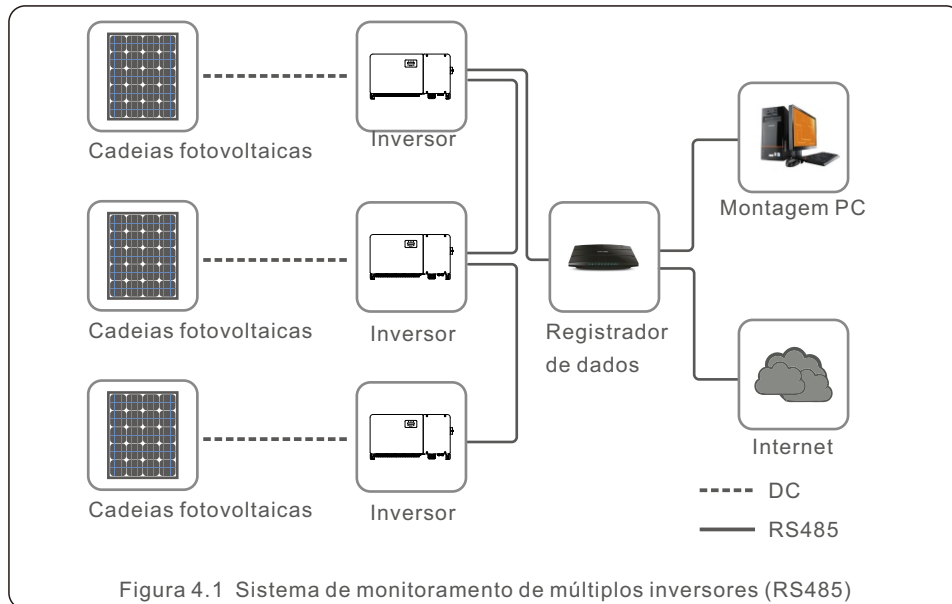 Cadeias fotovoltaicas
Inversor
Cadeias fotovoltaicas
Inversor
Cadeias fotovoltaicas
Inversor
Registrador
de dados
Montagem PC
Internet
DC
RS485
Figura 4.1 Sistema de monitoramento de múltiplos inversores (RS485)